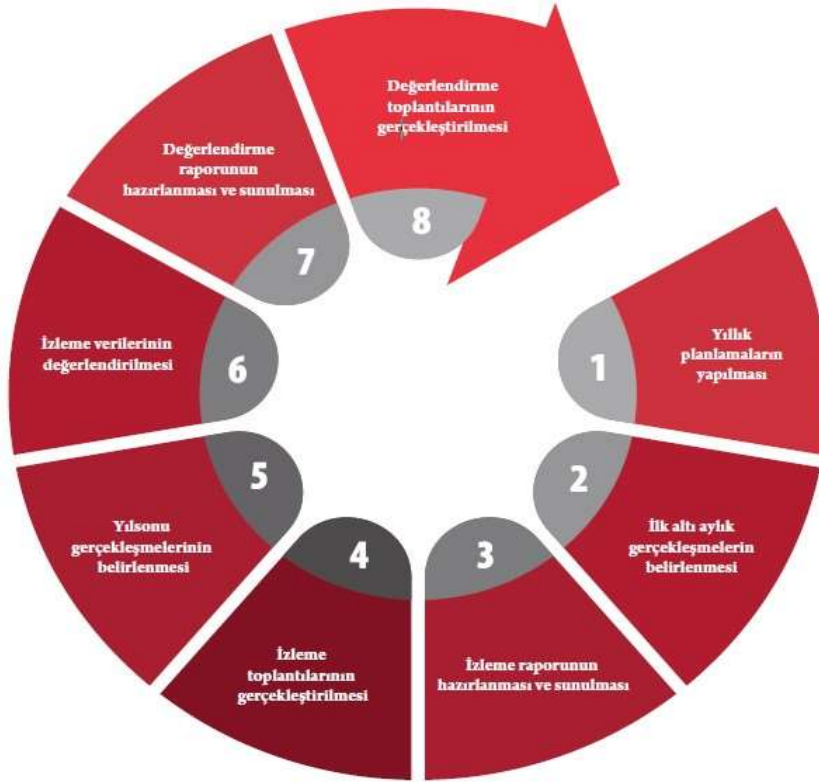 1
Yıllık
planlamaların
yapılması
2
İlk altı aylık
gerçekleşmelerin
belirlenmesi
3
İzleme raporunun
hazırlanması ve sunulması
4
İzleme
toplantılarının
gerçekleştirilmesi
5
Yılsonu
gerçekleşmelerinin
belirlenmesi
6
İzleme verilerinin
değerlendirilmesi
7
Değerlendirme
raporunun
hazırlanması ve sunulması
8
Değerlendirme
toplantılarının
gerçekleştirilmesi